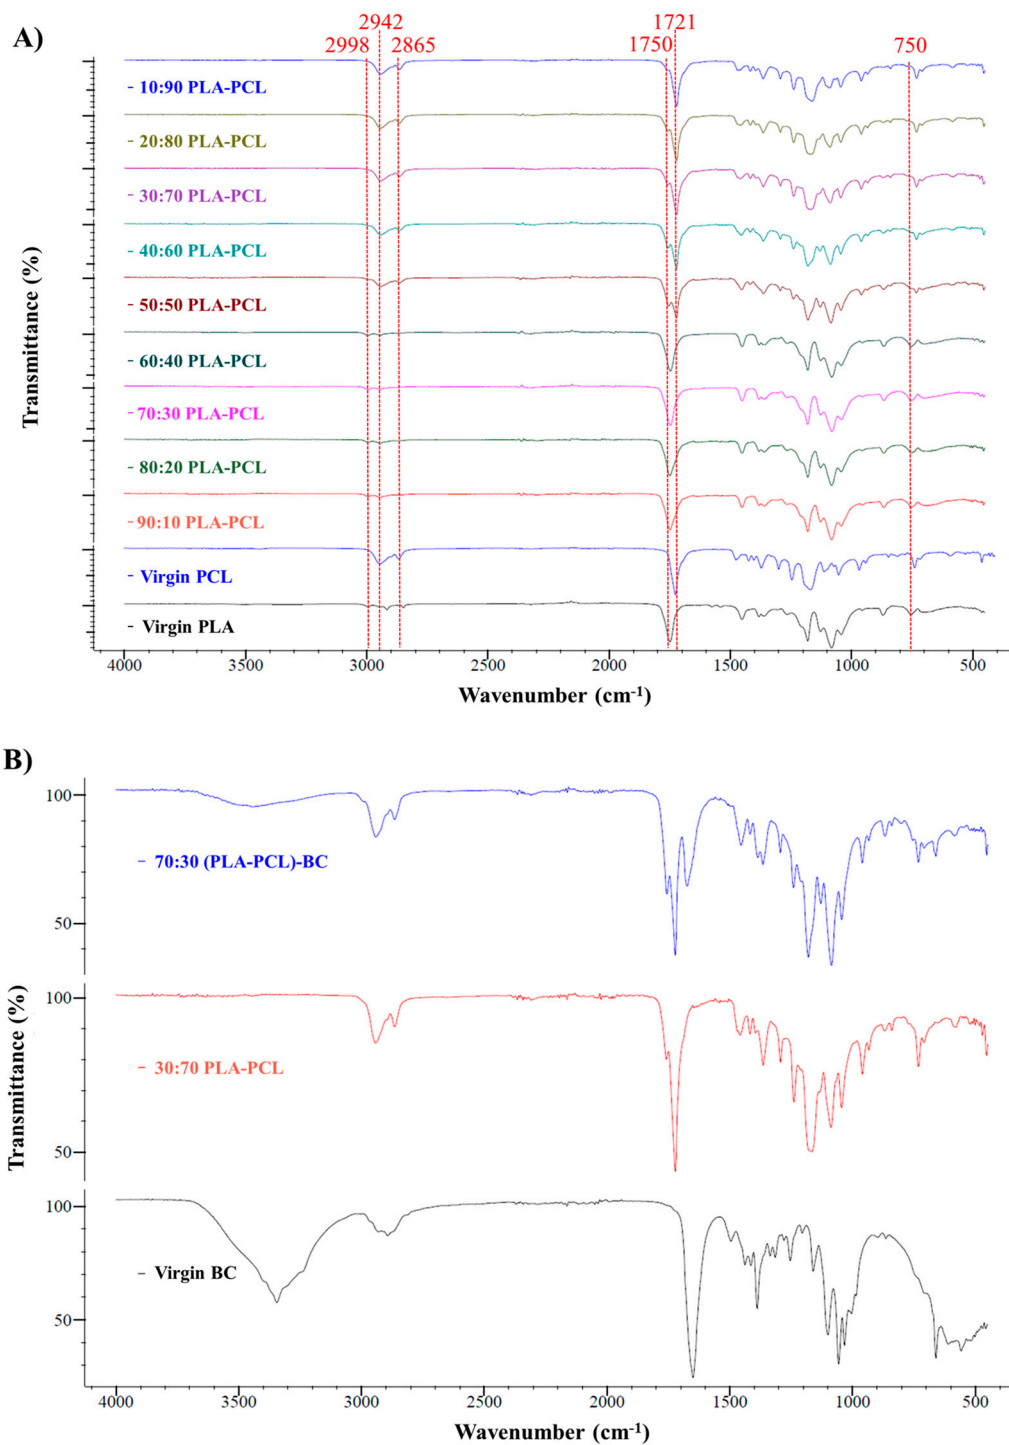 A)
2942
1721
2998
2865
1750
750
- 10:90 PLA-PCL
- 20:80 PLA-PCL
- 30:70 PLA-PCL
- 40:60 PLA-PCL
- 50:50 PLA-PCL
- 60:40 PLA-PCL
- 70:30 PLA-PCL
- 80:20 PLA-PCL
- 90:10 PLA-PCL
- Virgin PCL
- Virgin PLA
Transmittance (%)
4000 3500 3000 2500 2000 1500 1000 500
Wavenumber (cm-1)
B)
100
- 70:30 (PLA-PCL)-BC
50
100
- 30:70 PLA-PCL
50
100
- Virgin BC
50
Transmittance (%)
4000 3500 3000 2500 2000 1500 1000 500
Wavenumber (cm-1)